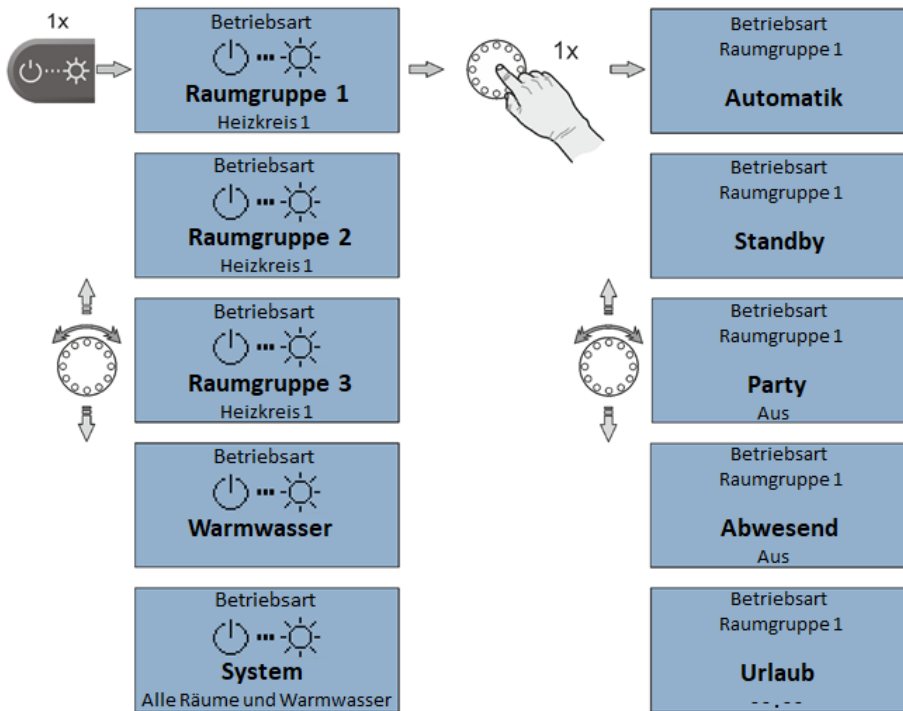 1x
Betriebsart
Raumgruppe 1
Heizkreis 1
1x
Betriebsart
Raumgruppe 1
Automatik
Betriebsart
Raumgruppe 2
Heizkreis 1
Betriebsart
Raumgruppe 1
Standby
Betriebsart
Raumgruppe 3
Heizkreis 1
Betriebsart
Raumgruppe 1
Party
Aus
Betriebsart
Warmwasser
Betriebsart
Raumgruppe 1
Abwesend
Aus
Betriebsart
System
Alle Räume und Warmwasser
Betriebsart
Raumgruppe 1
Urlaub
--.--